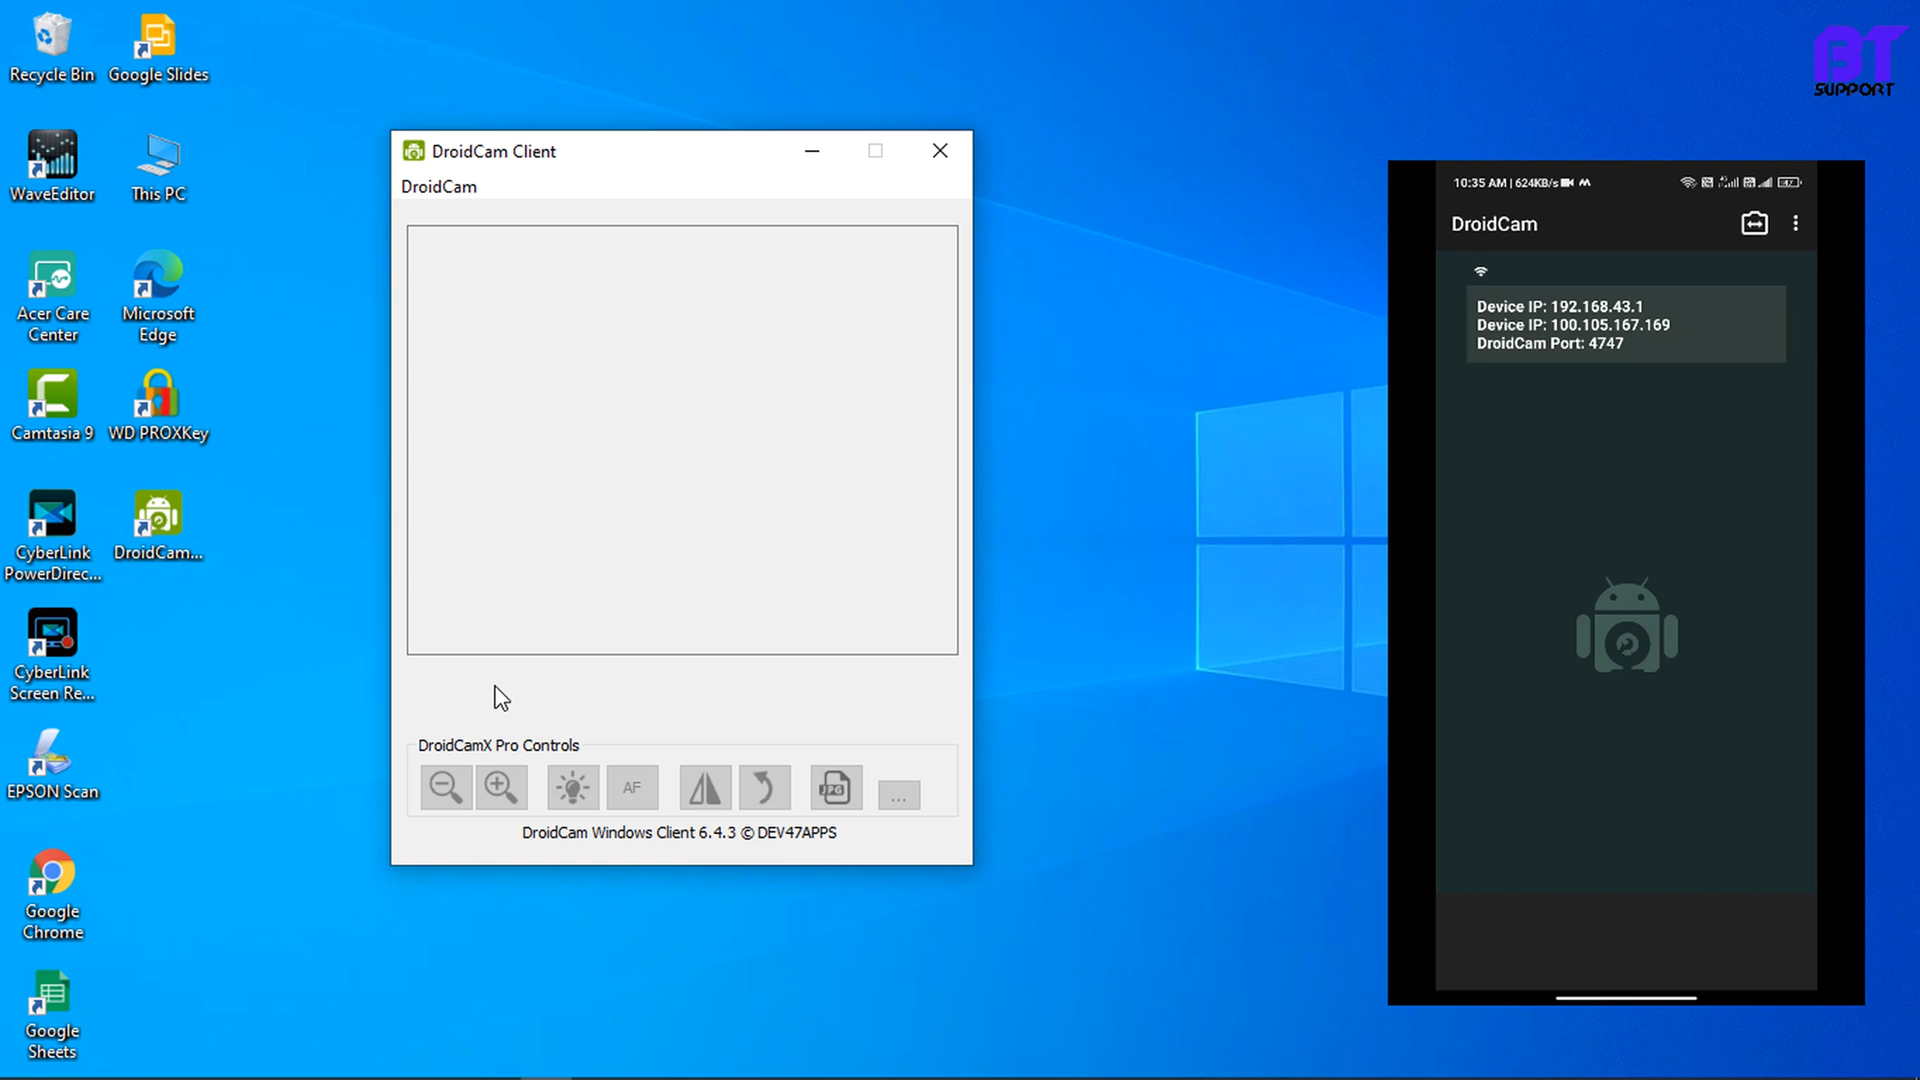 Recycle Bin
Google Slides
WaveEditor
This PC
Acer Care
Center
Microsoft
Edge
Camtasia 9
WD PROXKey
CyberLink
PowerDirec...
DroidCam...
CyberLink
Screen Re...
EPSON Scan
Google
Chrome
Google
Sheets
DroidCam Client
DroidCam
DroidCamX Pro Controls
AF
JPG
...
DroidCam Windows Client 6.4.3 © DEV47APPS
BT
SUPPORT
10:35 AM | 624KB/s
DroidCam
Device IP: 192.168.43.1
Device IP: 100.105.167.169
DroidCam Port: 4747